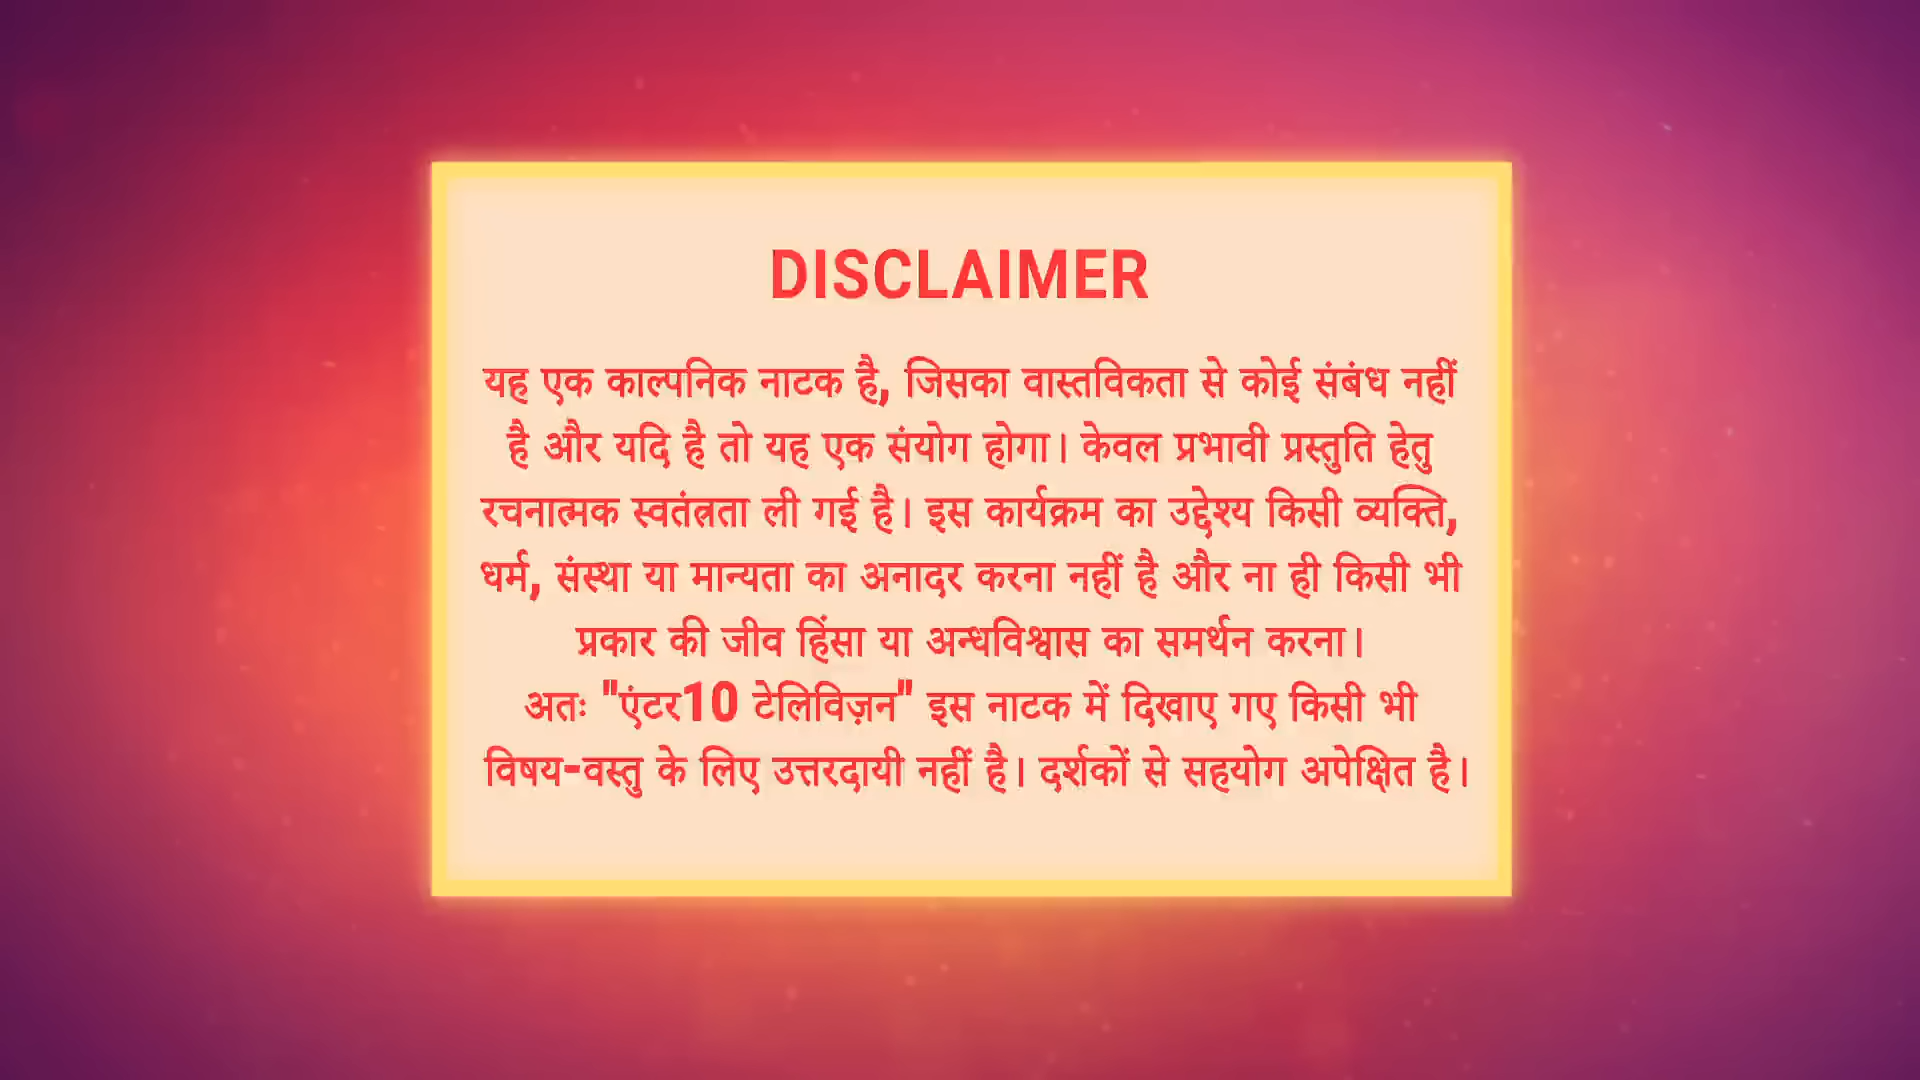 DISCLAIMER
यह एक काल्पनिक नाटक है, जिसका वास्तविकता से कोई संबंध नहीं
है और यदि है तो यह एक संयोग होगा। केवल प्रभावी प्रस्तुति हेतु
रचनात्मक स्वतंत्रता ली गई है। इस कार्यक्रम का उद्देश्य किसी व्यक्ति,
धर्म, संस्था या मान्यता का अनादर करना नहीं है और ना ही किसी भी
प्रकार की जीव हिंसा या अन्धविश्वास का समर्थन करना।
अतः "एंटर10 टेलिविज़न" इस नाटक में दिखाए गए किसी भी
विषय-वस्तु के लिए उत्तरदायी नहीं है। दर्शकों से सहयोग अपेक्षित है।